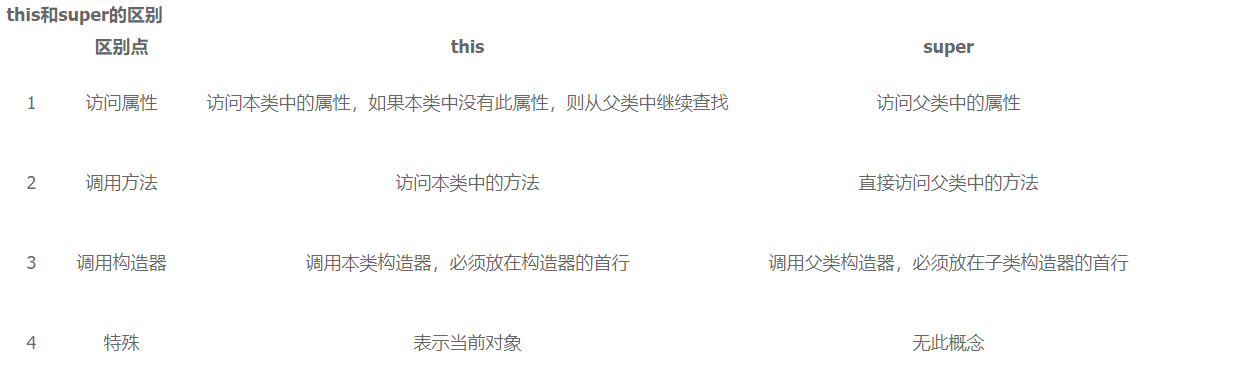 this和super的区别
区别点 this super
1 访问属性 访问本类中的属性，如果本类中没有此属性，则从父类中继续查找 访问父类中的属性
2 调用方法 访问本类中的方法 直接访问父类中的方法
3 调用构造器 调用本类构造器，必须放在构造器的首行 调用父类构造器，必须放在子类构造器的首行
4 特殊 表示当前对象 无此概念